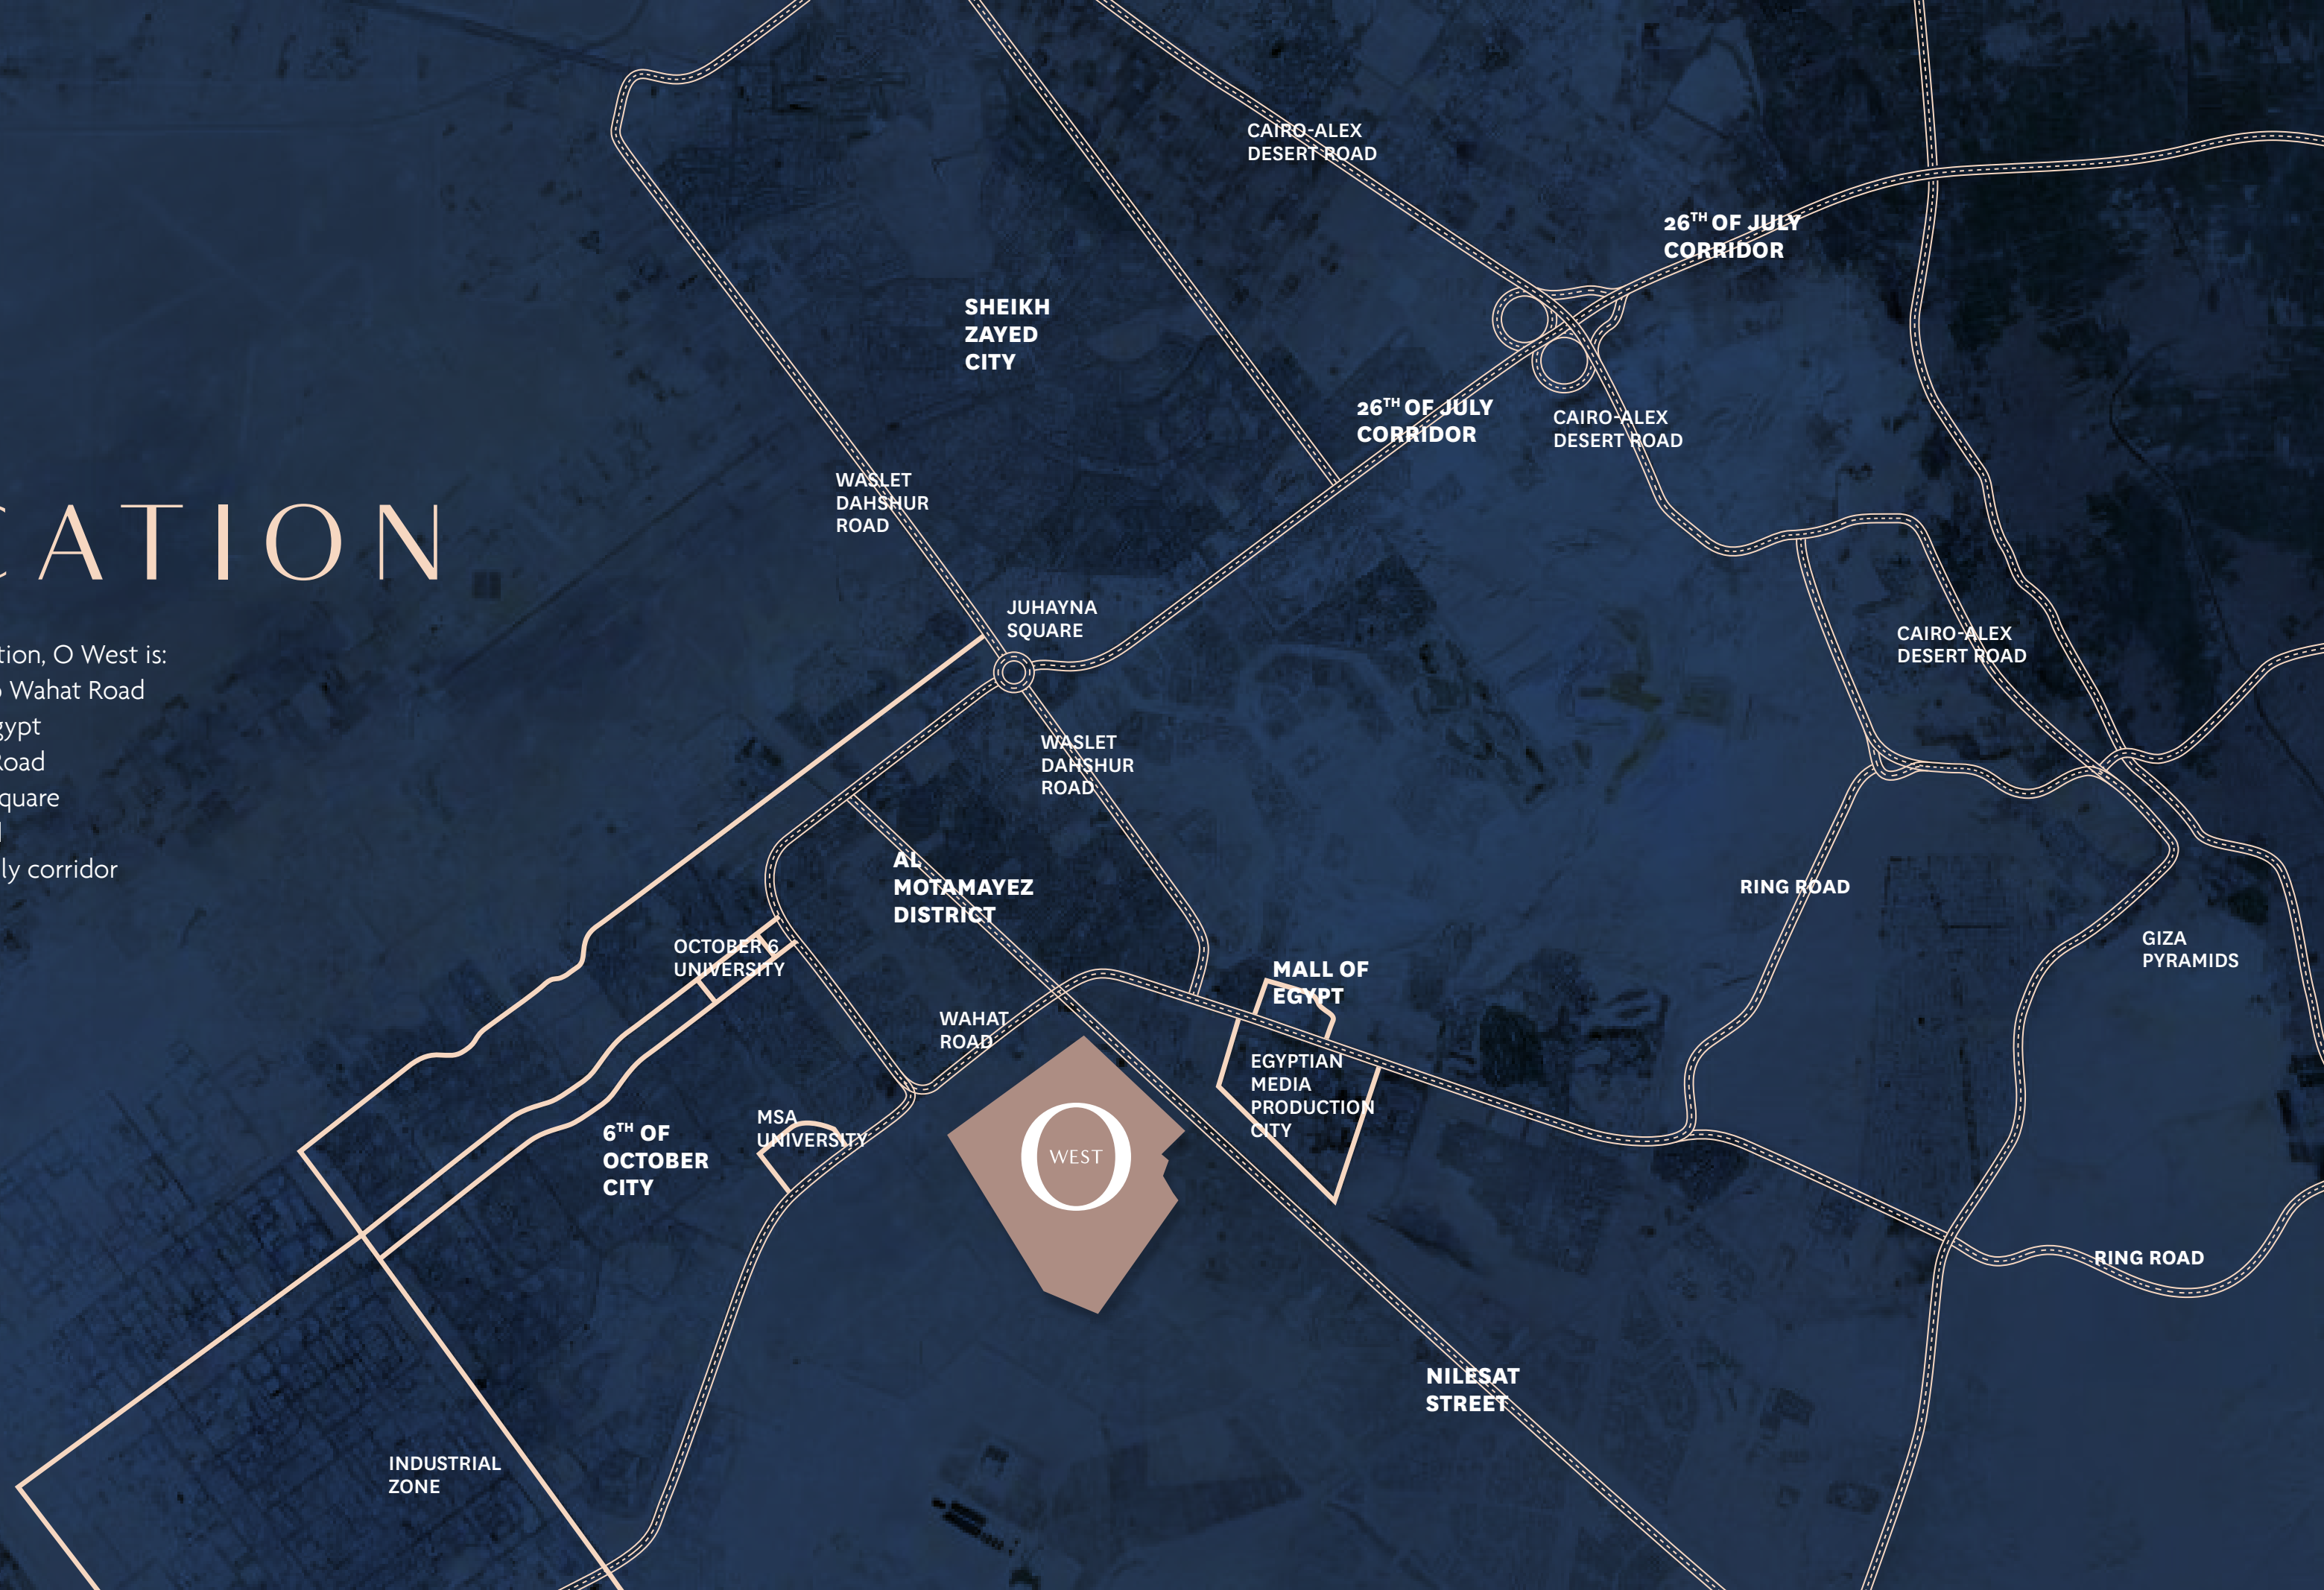 CATION
tion, O West is:
Wahat Road
gypt
Road
quare
ly corridor
CAIRO-ALEX
DESERT ROAD
26TH OF JULY
CORRIDOR
SHEIKH
ZAYED
CITY
26TH OF JULY
CORRIDOR
CAIRO-ALEX
DESERT ROAD
WASLET
DAHSHUR
ROAD
JUHAYNA
SQUARE
CAIRO-ALEX
DESERT ROAD
WASLET
DAHSHUR
ROAD
AL
MOTAMAYEZ
DISTRICT
RING ROAD
OCTOBER 6
UNIVERSITY
GIZA
PYRAMIDS
MALL OF
EGYPT
WAHAT
ROAD
EGYPTIAN
MEDIA
PRODUCTION
CITY
MSA
UNIVERSITY
6TH OF
OCTOBER
CITY
O
WEST
RING ROAD
NILESAT
STREET
INDUSTRIAL
ZONE